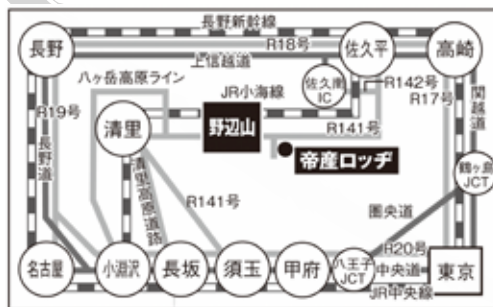 長野新幹線
長野
R18号
佐久平
高崎
上信越道
八ヶ岳高原ライン
佐久南
IC
R142号
R17号
関越道
JR小海線
R19号
長野道
清里
野辺山
R141号
帝産ロッヂ
鶴ヶ島
JCT
清里高原道路
R141号
圏央道
R20号
名古屋
小淵沢
長坂
須玉
甲府
八王子
JCT
中央道
東京
JR中央線